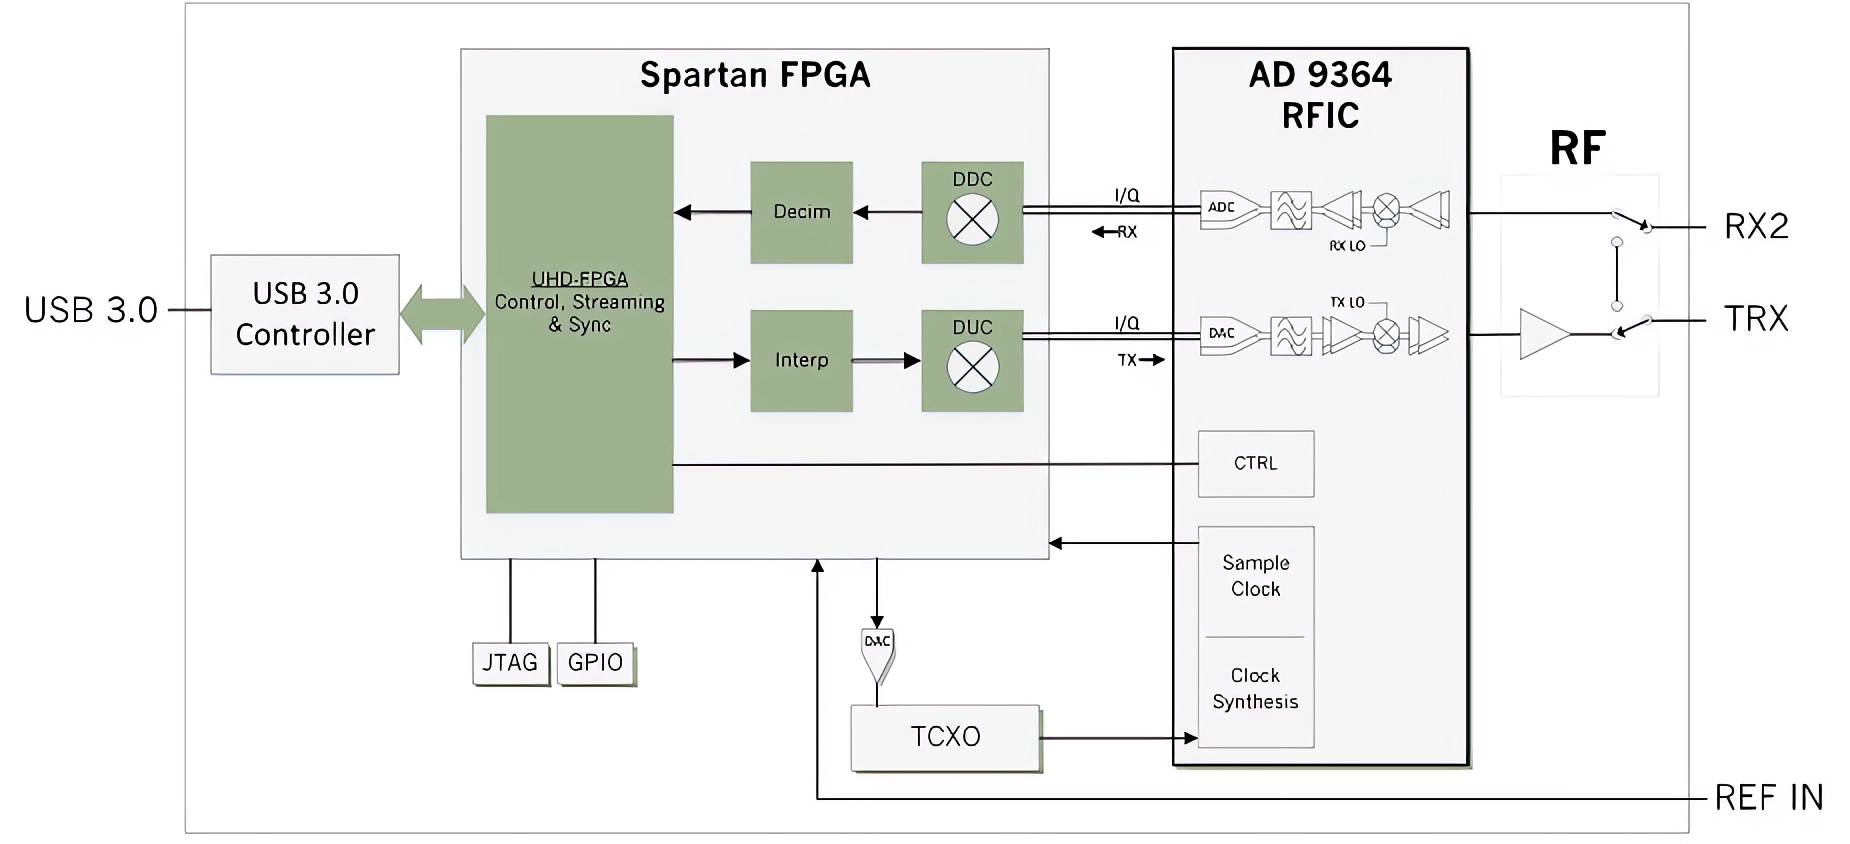 Spartan FPGA
AD 9364
RFIC
RF
DDC
Decim
I/Q
RX
ADC
RX LO
RX2
UHD-FPGA
Control, Streaming
& Sync
USB 3.0
USB 3.0
Controller
TX LO
TRX
DUC
Interp
I/Q
TX
DAC
CTRL
Sample
Clock
Clock
Synthesis
JTAG
GPIO
DAC
TCXO
REF IN